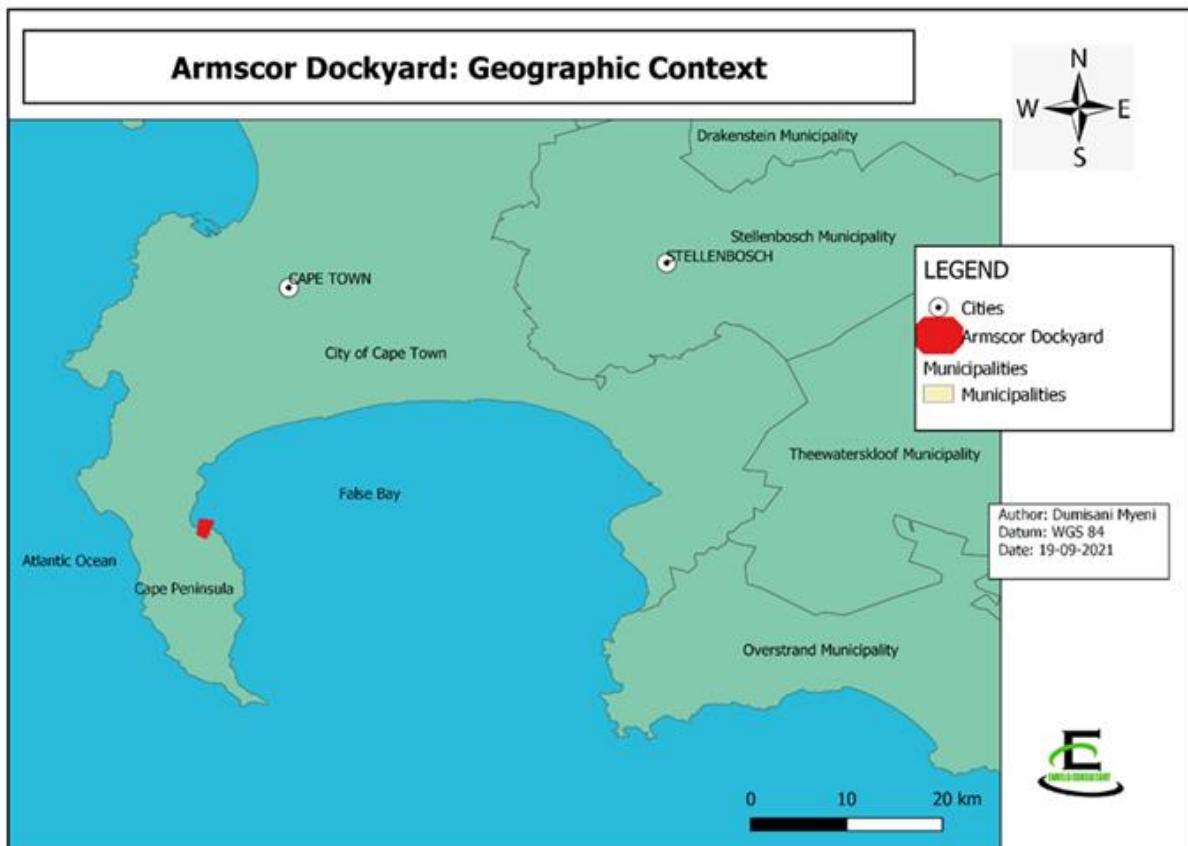 Armscor Dockyard: Geographic Context
N
W E
S
Drakenstein Municipality
Stellenbosch Municipality
STELLENBOSCH
CAPE TOWN
City of Cape Town
LEGEND
Cities
Armscor Dockyard
Municipalities
Municipalities
Theewaterskloof Municipality
False Bay
Author: Dumisani Myeni
Datum: WGS 84
Date: 19-09-2021
Atlantic Ocean
Cape Peninsula
Overstrand Municipality
E
0 10 20 km